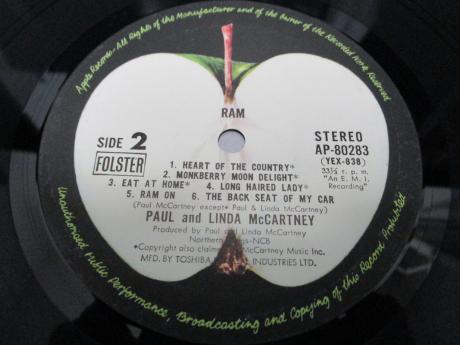 Apple Records·All Rights of the Manufacturer and of the Owner of the Recorded Work Reserved
RAM
SIDE 2
FOLSTER
STEREO
AP-80283
(YEX-838)
33⅓ r. p. m.
"An E. M. I.
Recording"
1. HEART OF THE COUNTRY*
2. MONKBERRY MOON DELIGHT*
3. EAT AT HOME* 4. LONG HAIRED LADY*
5. RAM ON 6. THE BACK SEAT OF MY CAR
(Paul McCartney except* Paul & Linda McCartney)
PAUL and LINDA McCARTNEY
Produced by Paul and Linda McCartney
Northern -NCB
*Copyright also McCartney Music Inc.
MFD. BY TOSHIBA INDUSTRIES LTD.
Unauthorised Public Performance, Broadcasting and Copying of this Record Prohibited